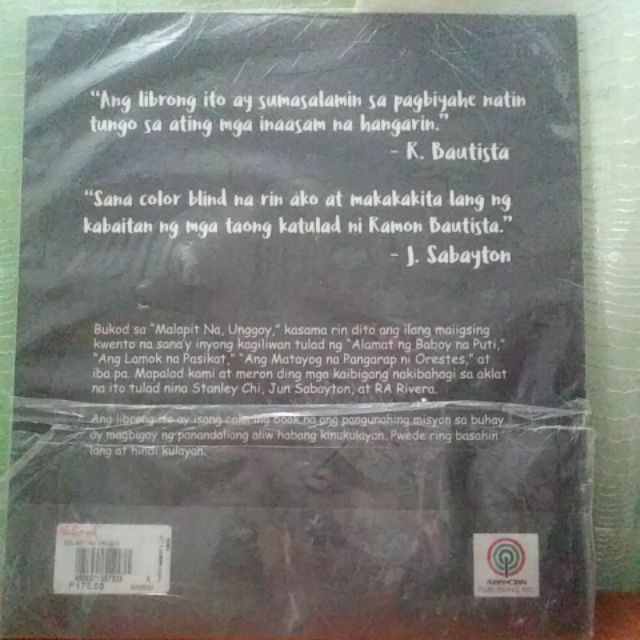 “Ang librong ito ay sumasalamin sa pagbiyahe natin
tungo sa ating mga inaasam na hangarin.”
- R. Bautista
“Sana color blind na rin ako at makakakita lang ng
kabaitan ng mga taong katulad ni Ramon Bautista.”
- J. Sabayton
Bukod sa “Malapit Na, Unggoy,” kasama rin dito ang ilang maiigsing
kwento na sana’y inyong kagiliwan tulad ng “Alamat ng Baboy na Puti,”
“Ang Lamok na Pasikat,” “Ang Matayog na Pangarap ni Orestes,” at
iba pa. Mapalad kami at meron ding mga kaibigang nakibahagi sa aklat
na ito tulad nina Stanley Chi, Jun Sabayton, at RA Rivera.
Ang librong ito ay isang coloring book na ang pangunahing misyon sa buhay
ay magbigay ng panandaliang aliw habang kinukulayan. Pwede ring basahin
lang at hindi kulayan.
P175.00
ABS-CBN
PUBLISHING, INC.